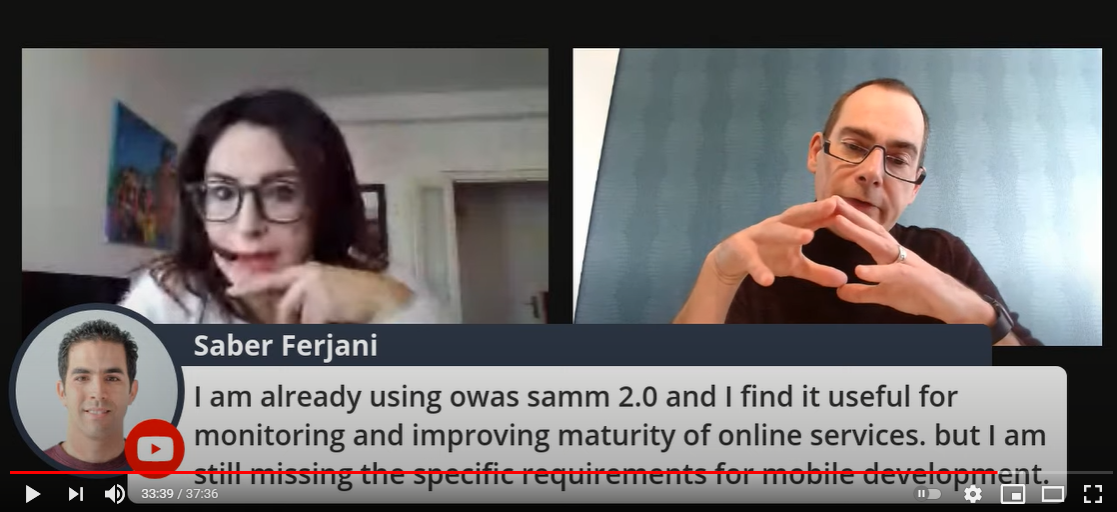 Saber Ferjani
I am already using owas samm 2.0 and I find it useful for
monitoring and improving maturity of online services. but I am
still missing the specific requirements for mobile development.
33:39 / 37:36